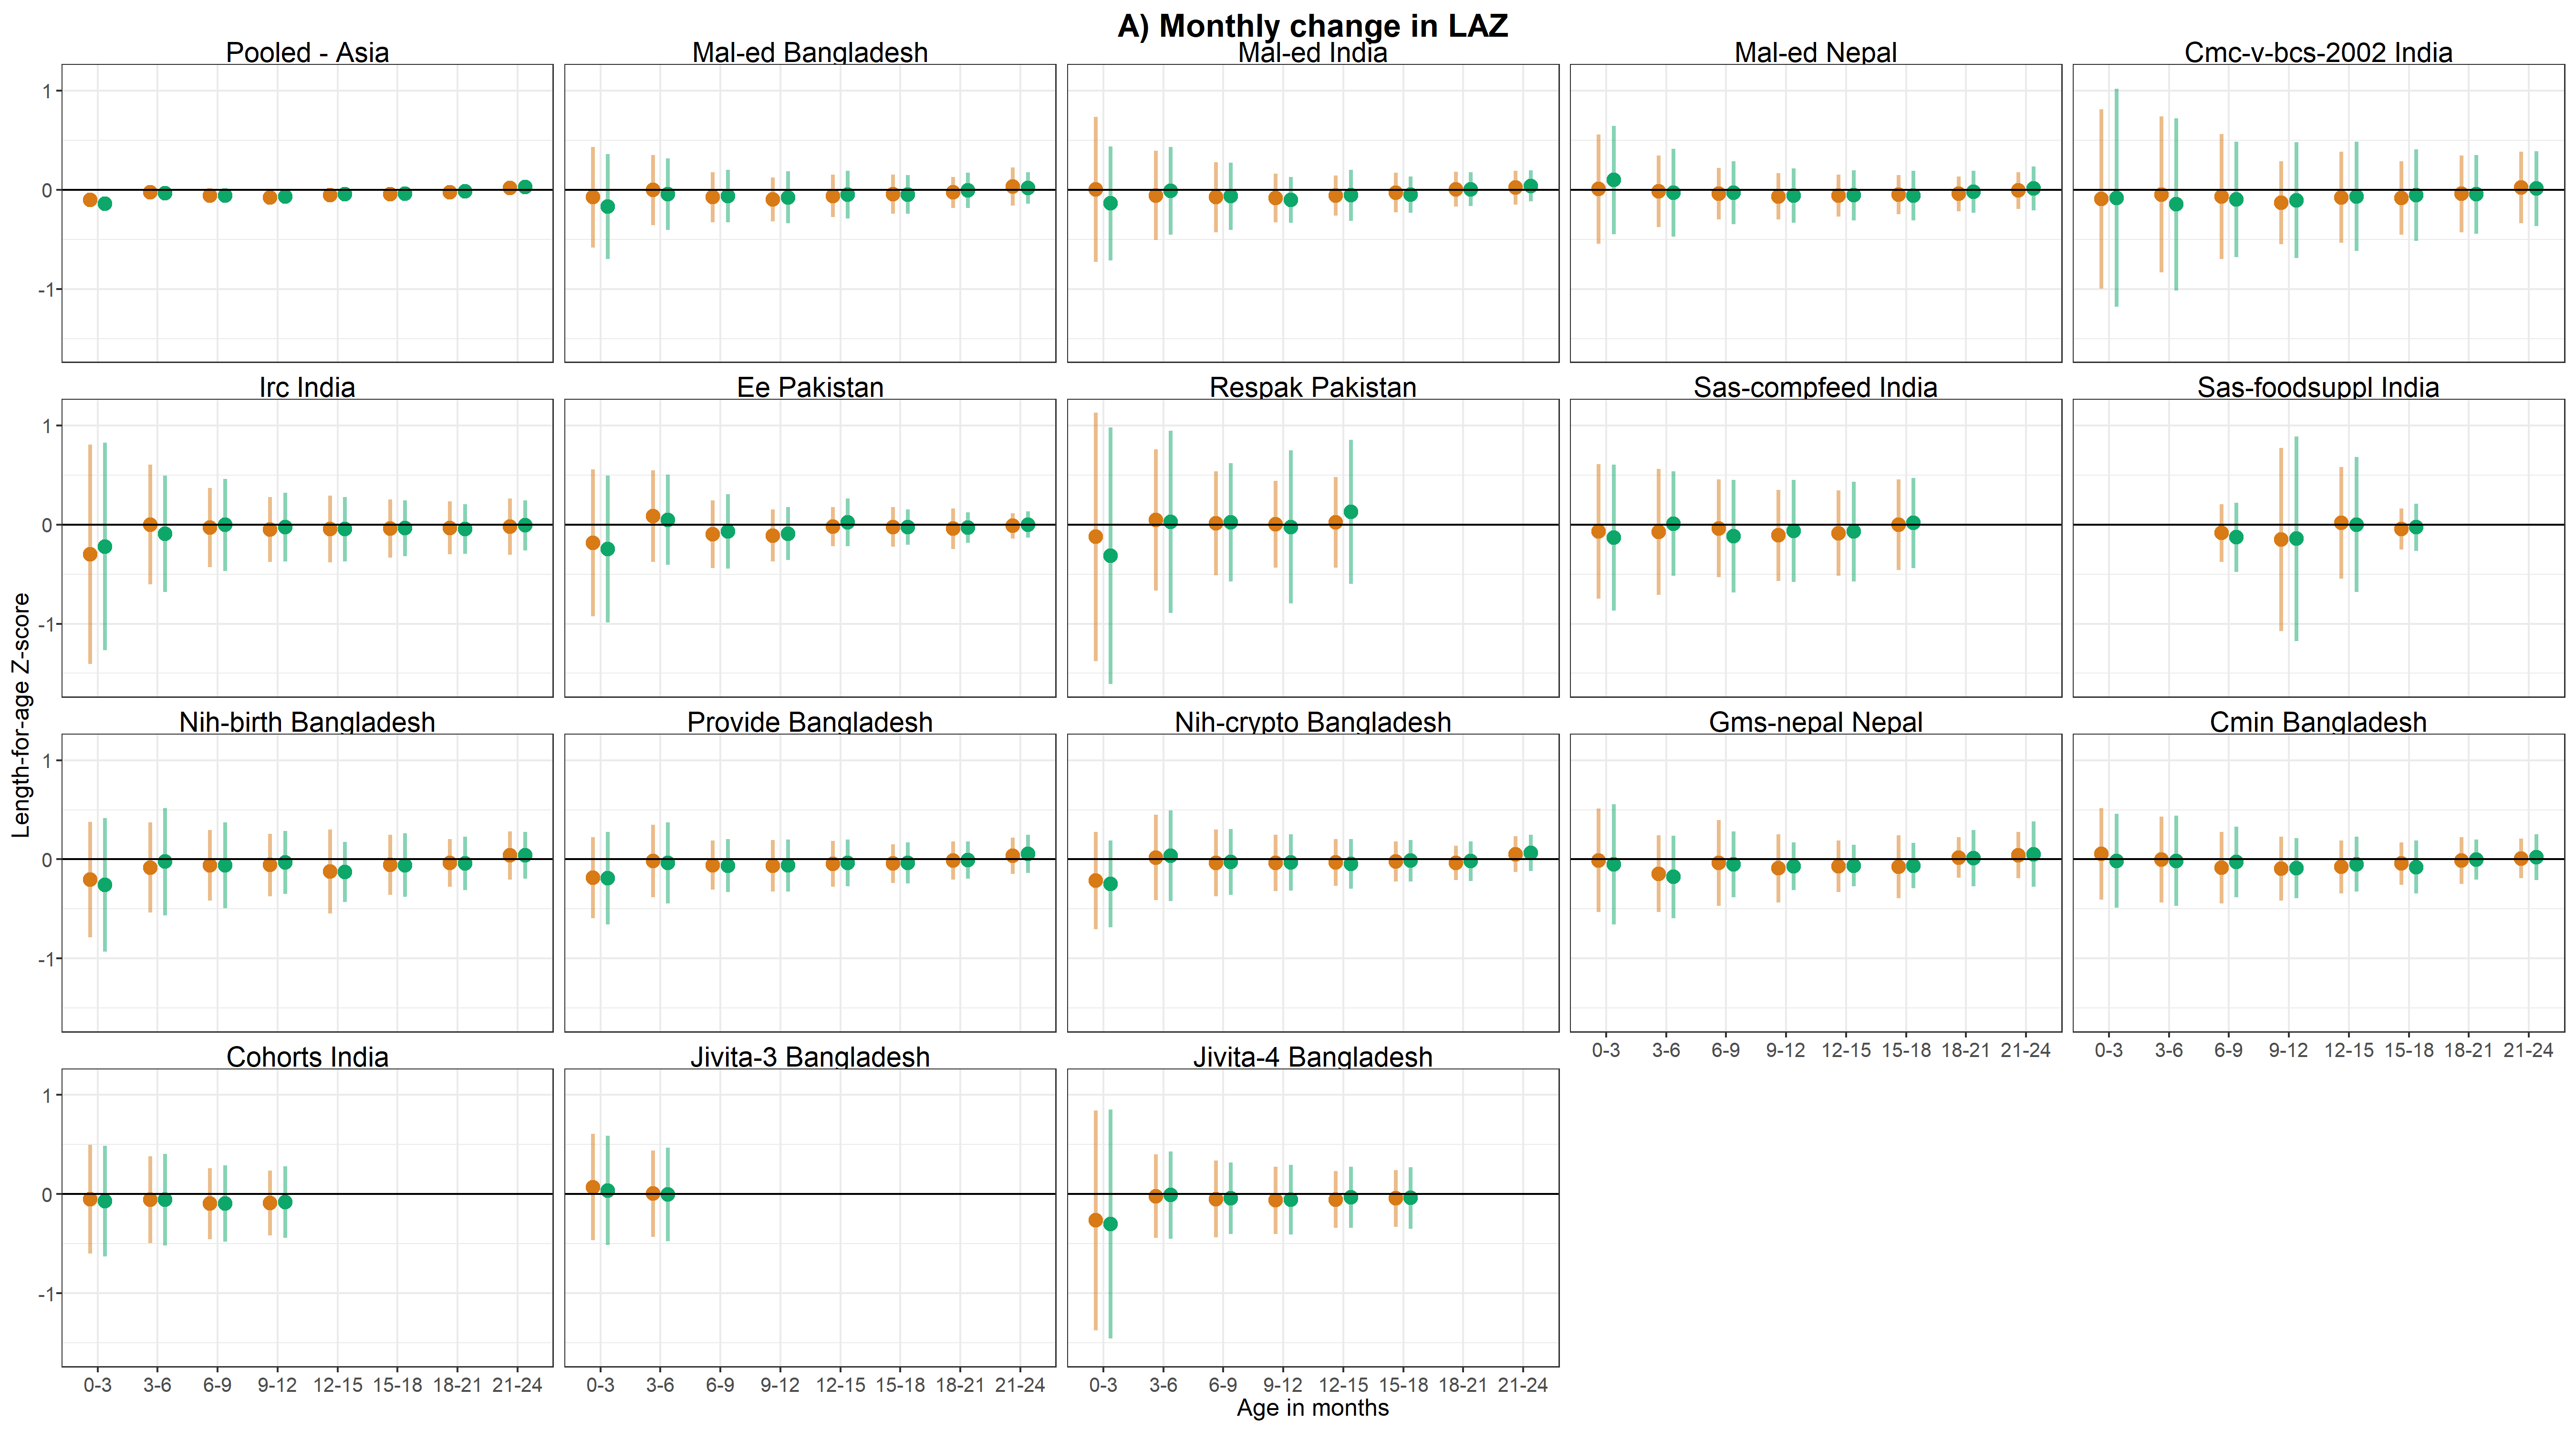 A) Monthly change in LAZ
Pooled - Asia
Mal-ed Bangladesh
Mal-ed India
Mal-ed Nepal
Cmc-v-bcs-2002 India
1
0
-1
Irc India
Ee Pakistan
Respak Pakistan
Sas-compfeed India
Sas-foodsuppl India
1
0
-1
Length-for-age Z-score
Nih-birth Bangladesh
Provide Bangladesh
Nih-crypto Bangladesh
Gms-nepal Nepal
Cmin Bangladesh
1
0
-1
0-3 3-6 6-9 9-12 12-15 15-18 18-21 21-24
0-3 3-6 6-9 9-12 12-15 15-18 18-21 21-24
Cohorts India
Jivita-3 Bangladesh
Jivita-4 Bangladesh
1
0
-1
0-3 3-6 6-9 9-12 12-15 15-18 18-21 21-24
0-3 3-6 6-9 9-12 12-15 15-18 18-21 21-24
0-3 3-6 6-9 9-12 12-15 15-18 18-21 21-24
Age in months